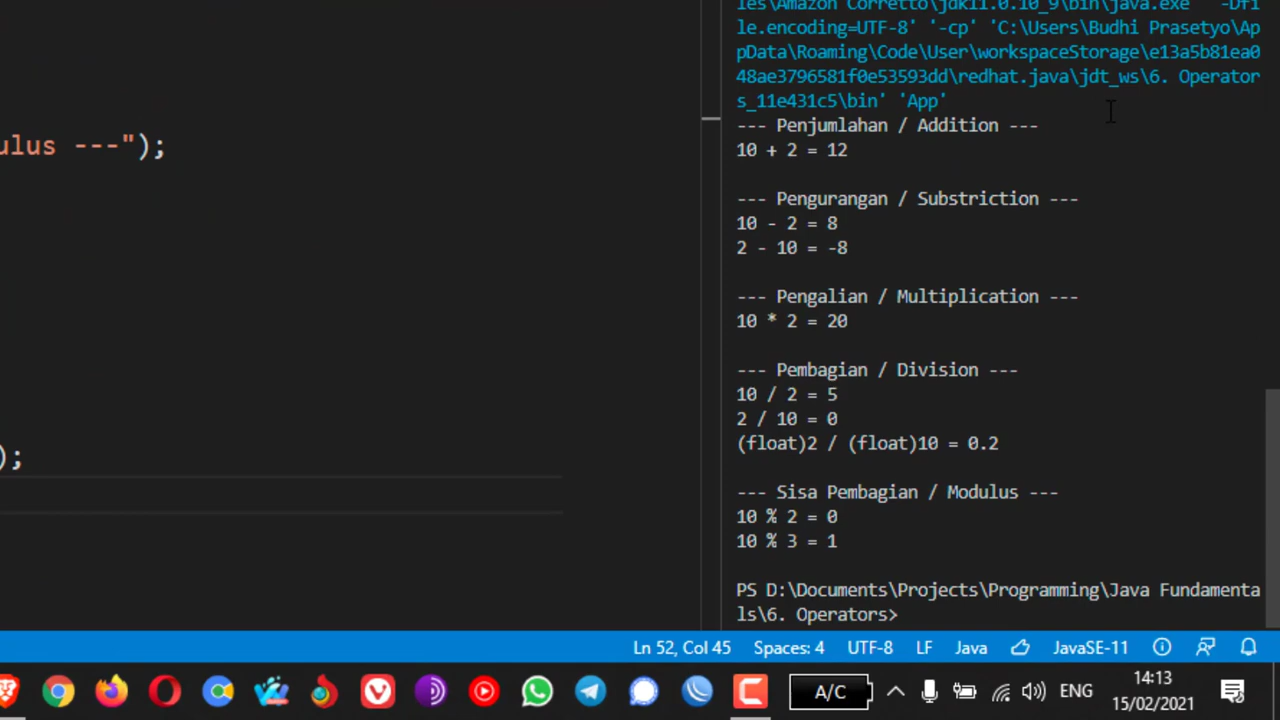 les\Amazon Corretto\jdk11.0.10_9\bin\java.exe' '-Df
ile.encoding=UTF-8' '-cp' 'C:\Users\Budhi Prasetyo\Ap
pData\Roaming\Code\User\workspaceStorage\e13a5b81ea0
48ae3796581f0e53593dd\redhat.java\jdt_ws\6. Operator
s_11e431c5\bin' 'App'
--- Penjumlahan / Addition ---
10 + 2 = 12
--- Pengurangan / Substriction ---
10 - 2 = 8
2 - 10 = -8
--- Pengalian / Multiplication ---
10 * 2 = 20
--- Pembagian / Division ---
10 / 2 = 5
2 / 10 = 0
(float)2 / (float)10 = 0.2
--- Sisa Pembagian / Modulus ---
10 % 2 = 0
10 % 3 = 1
PS D:\Documents\Projects\Programming\Java Fundamenta
ls\6. Operators>
ulus ---");
);
Ln 52, Col 45 Spaces: 4 UTF-8 LF Java JavaSE-11
A/C ENG 14:13
15/02/2021